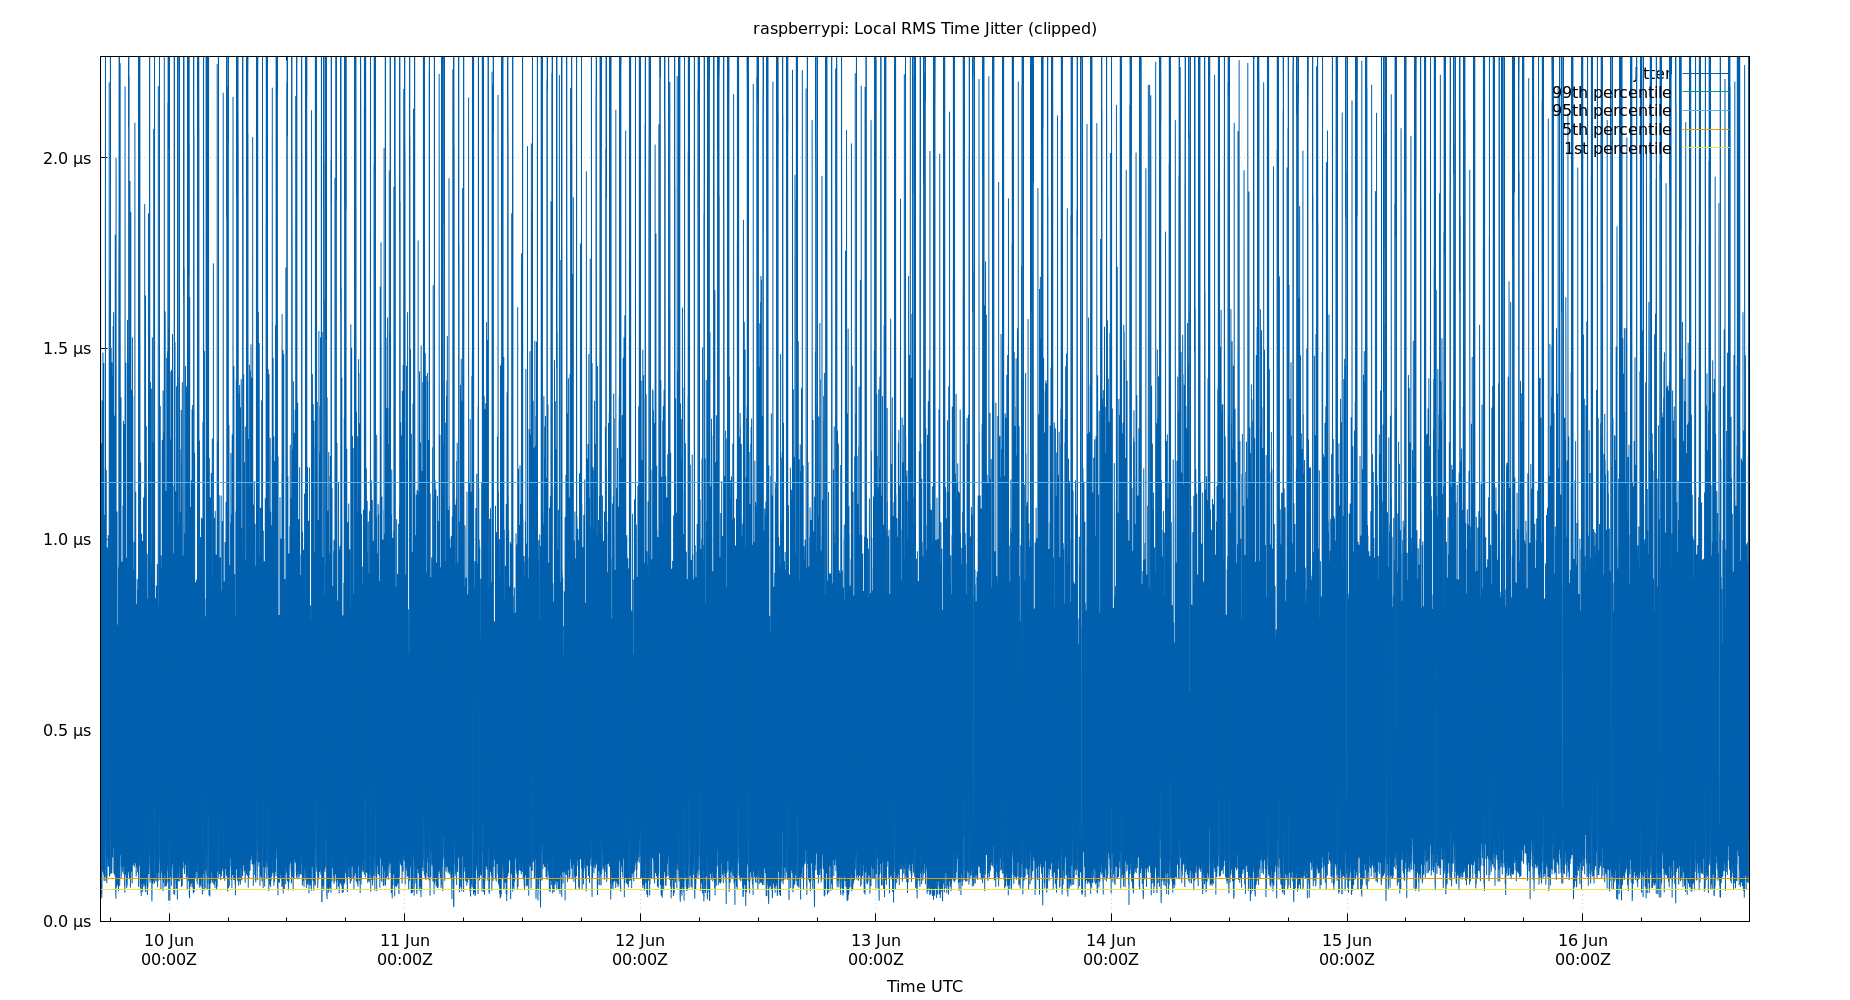 raspberrypi: Local RMS Time Jitter (clipped)
jitter
99th percentile
95th percentile
5th percentile
1st percentile
2.0 µs
1.5 µs
1.0 µs
0.5 µs
0.0 µs
10 Jun 11 Jun 12 Jun 13 Jun 14 Jun 15 Jun 16 Jun
00:00Z 00:00Z 00:00Z 00:00Z 00:00Z 00:00Z 00:00Z
Time UTC